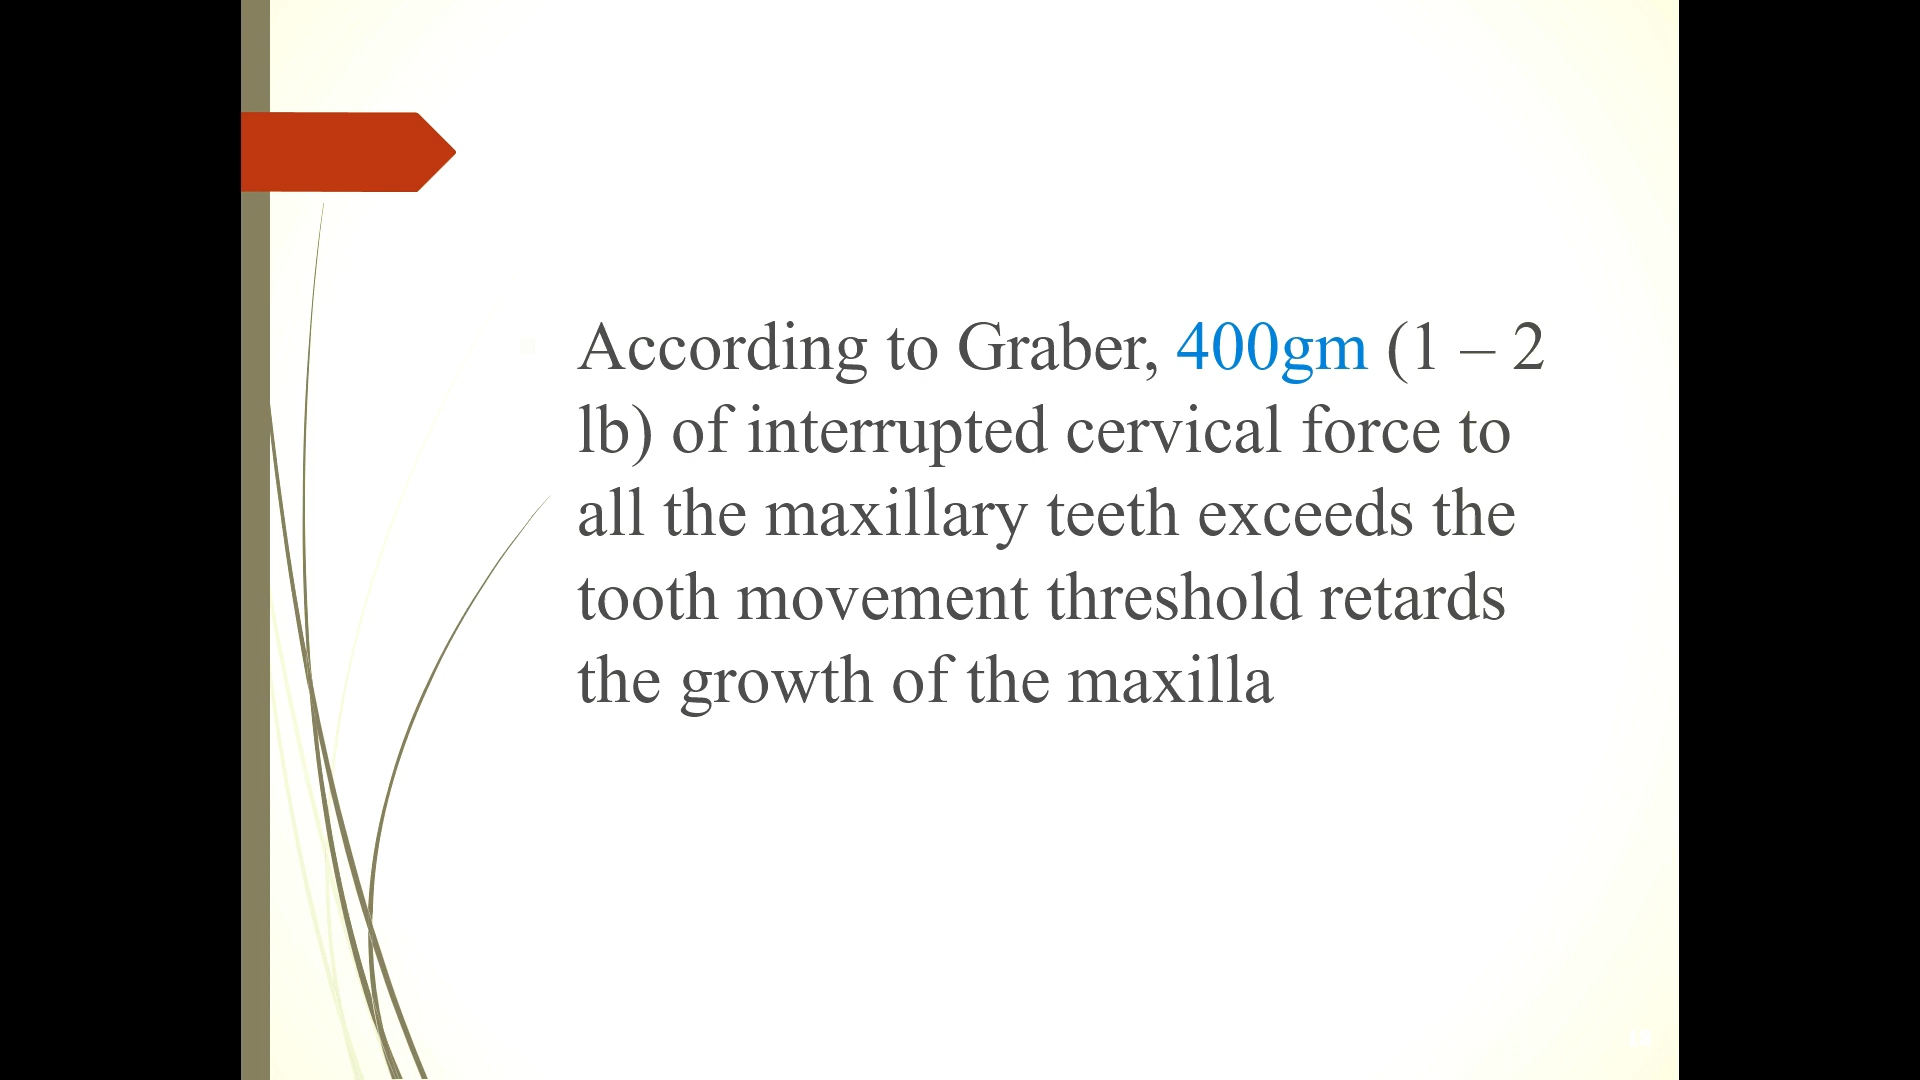 According to Graber, 400gm (1 – 2
lb) of interrupted cervical force to
all the maxillary teeth exceeds the
tooth movement threshold retards
the growth of the maxilla